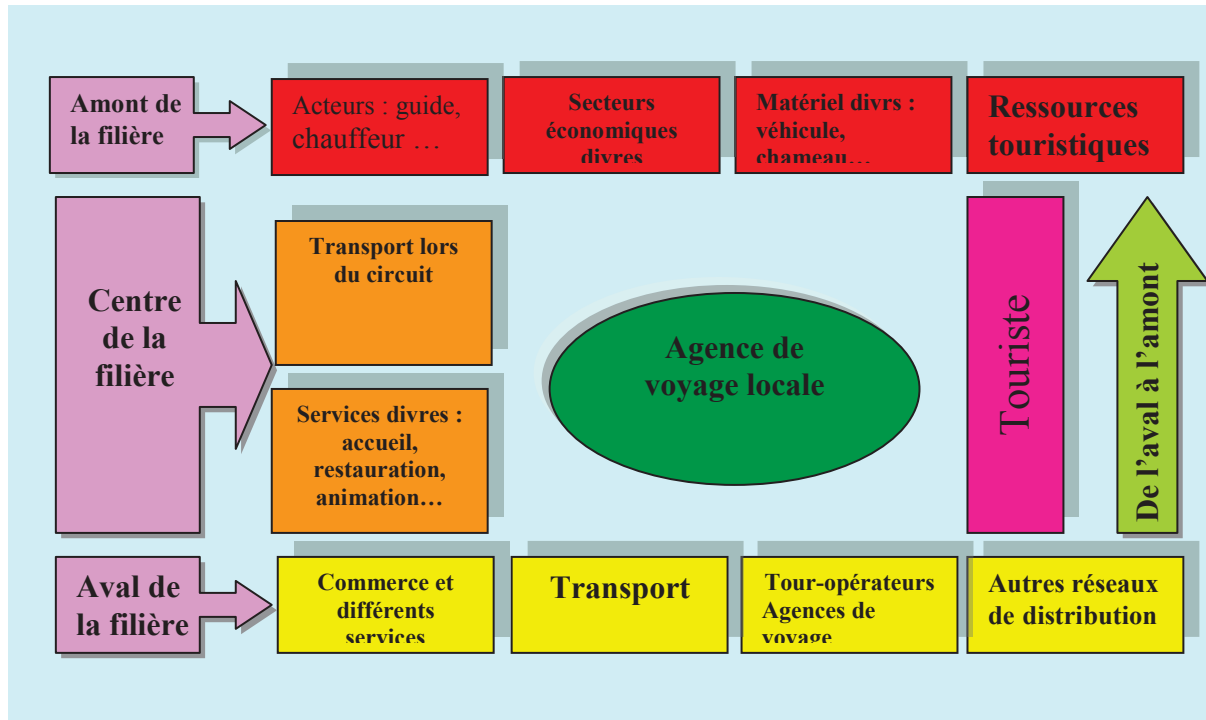 Amont de
la filière
Acteurs : guide,
chauffeur …
Secteurs
économiques
divres
Matériel divrs :
véhicule,
chameau…
Ressources
touristiques
Centre
de la
filière
Transport lors
du circuit
Services divres :
accueil,
restauration,
animation…
Agence de
voyage locale
Touriste
De l'aval à l'amont
Aval de
la filière
Commerce et
différents
services
Transport
Tour-opérateurs
Agences de
voyage
Autres réseaux
de distribution